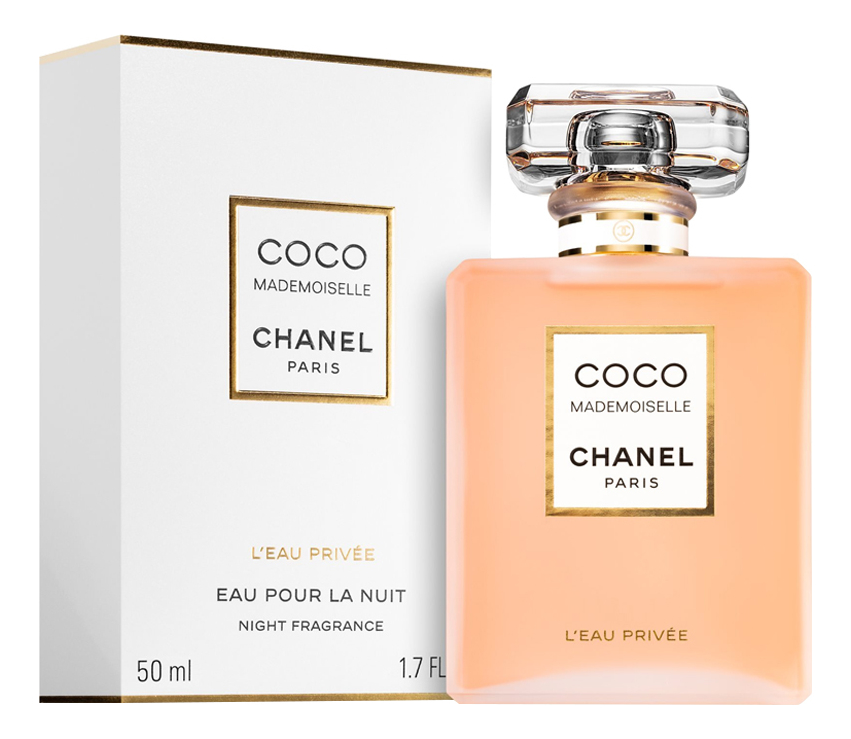 COCO
MADEMOISELLE
CHANEL
PARIS
L'EAU PRIVÉE
EAU POUR LA NUIT
NIGHT FRAGRANCE
50 ml
1.7 FL
COCO
MADEMOISELLE
CHANEL
PARIS
L'EAU PRIVÉE